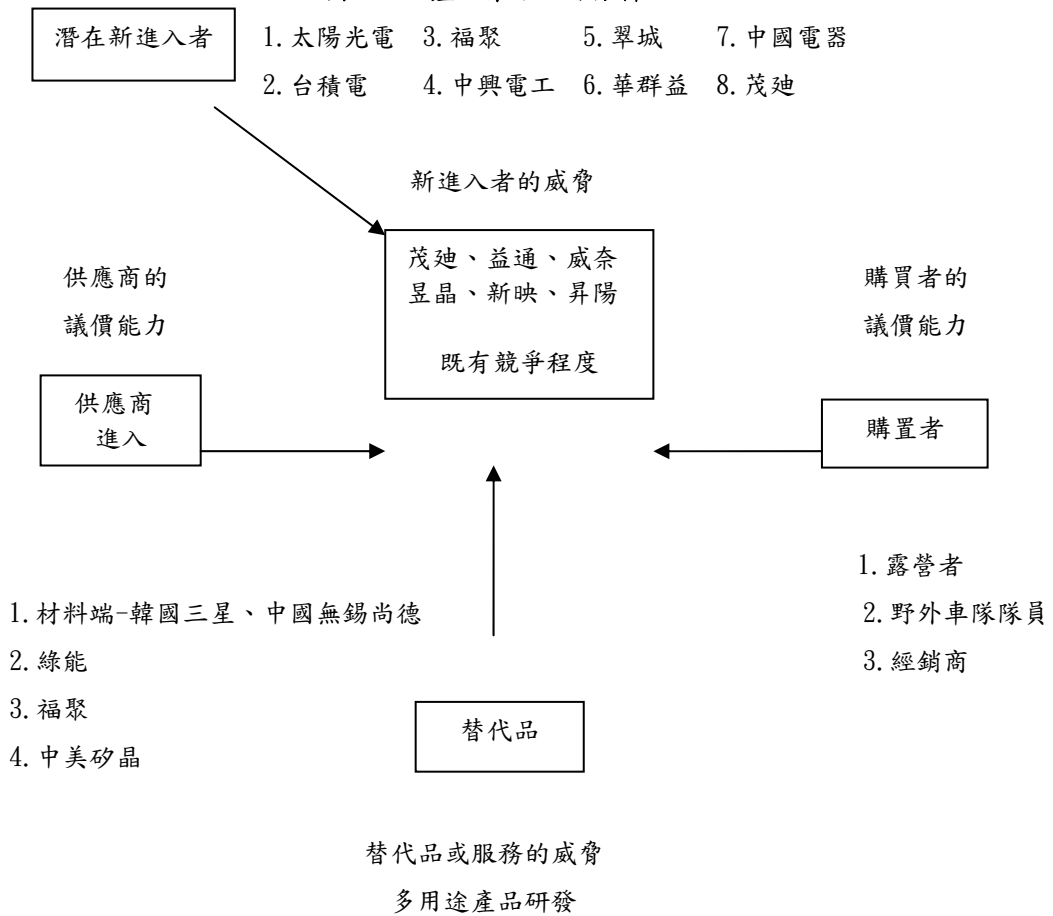 潛在新進入者
1.太陽光電 3.福聚 5.翠城 7.中國電器
2.台積電 4.中興電工 6.華群益 8.茂廸
新進入者的威脅
茂廸、益通、威奈
昱晶、新映、昇陽
既有競爭程度
供應商的
議價能力
購買者的
議價能力
供應商
進入
購置者
1.露營者
2.野外車隊隊員
3.經銷商
1.材料端-韓國三星、中國無錫尚德
2.綠能
3.福聚
4.中美矽晶
替代品
替代品或服務的威脅
多用途產品研發